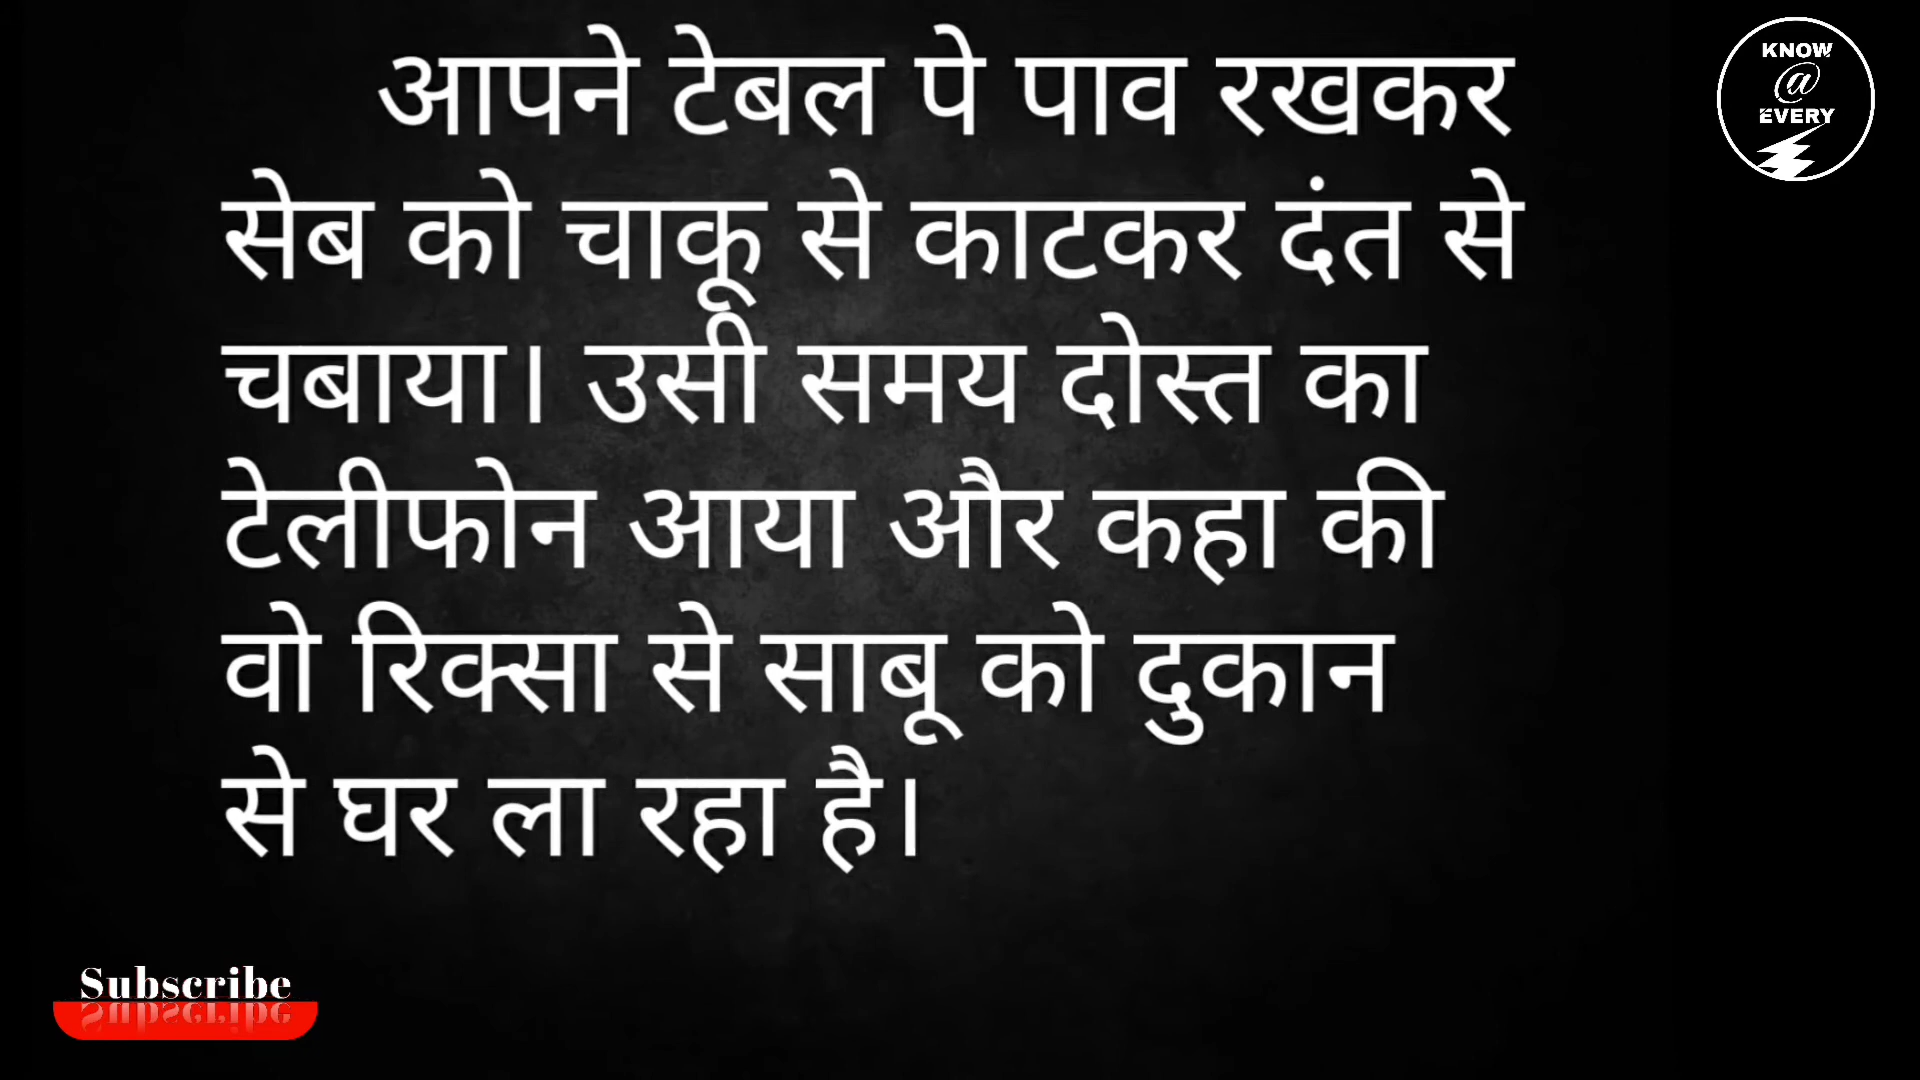 आपने टेबल पे पाव रखकर
सेब को चाकू से काटकर दंत से
चबाया। उसी समय दोस्त का
टेलीफोन आया और कहा की
वो रिक्सा से साबू को दुकान
से घर ला रहा है।
KNOW
@
EVERY
Subscribe